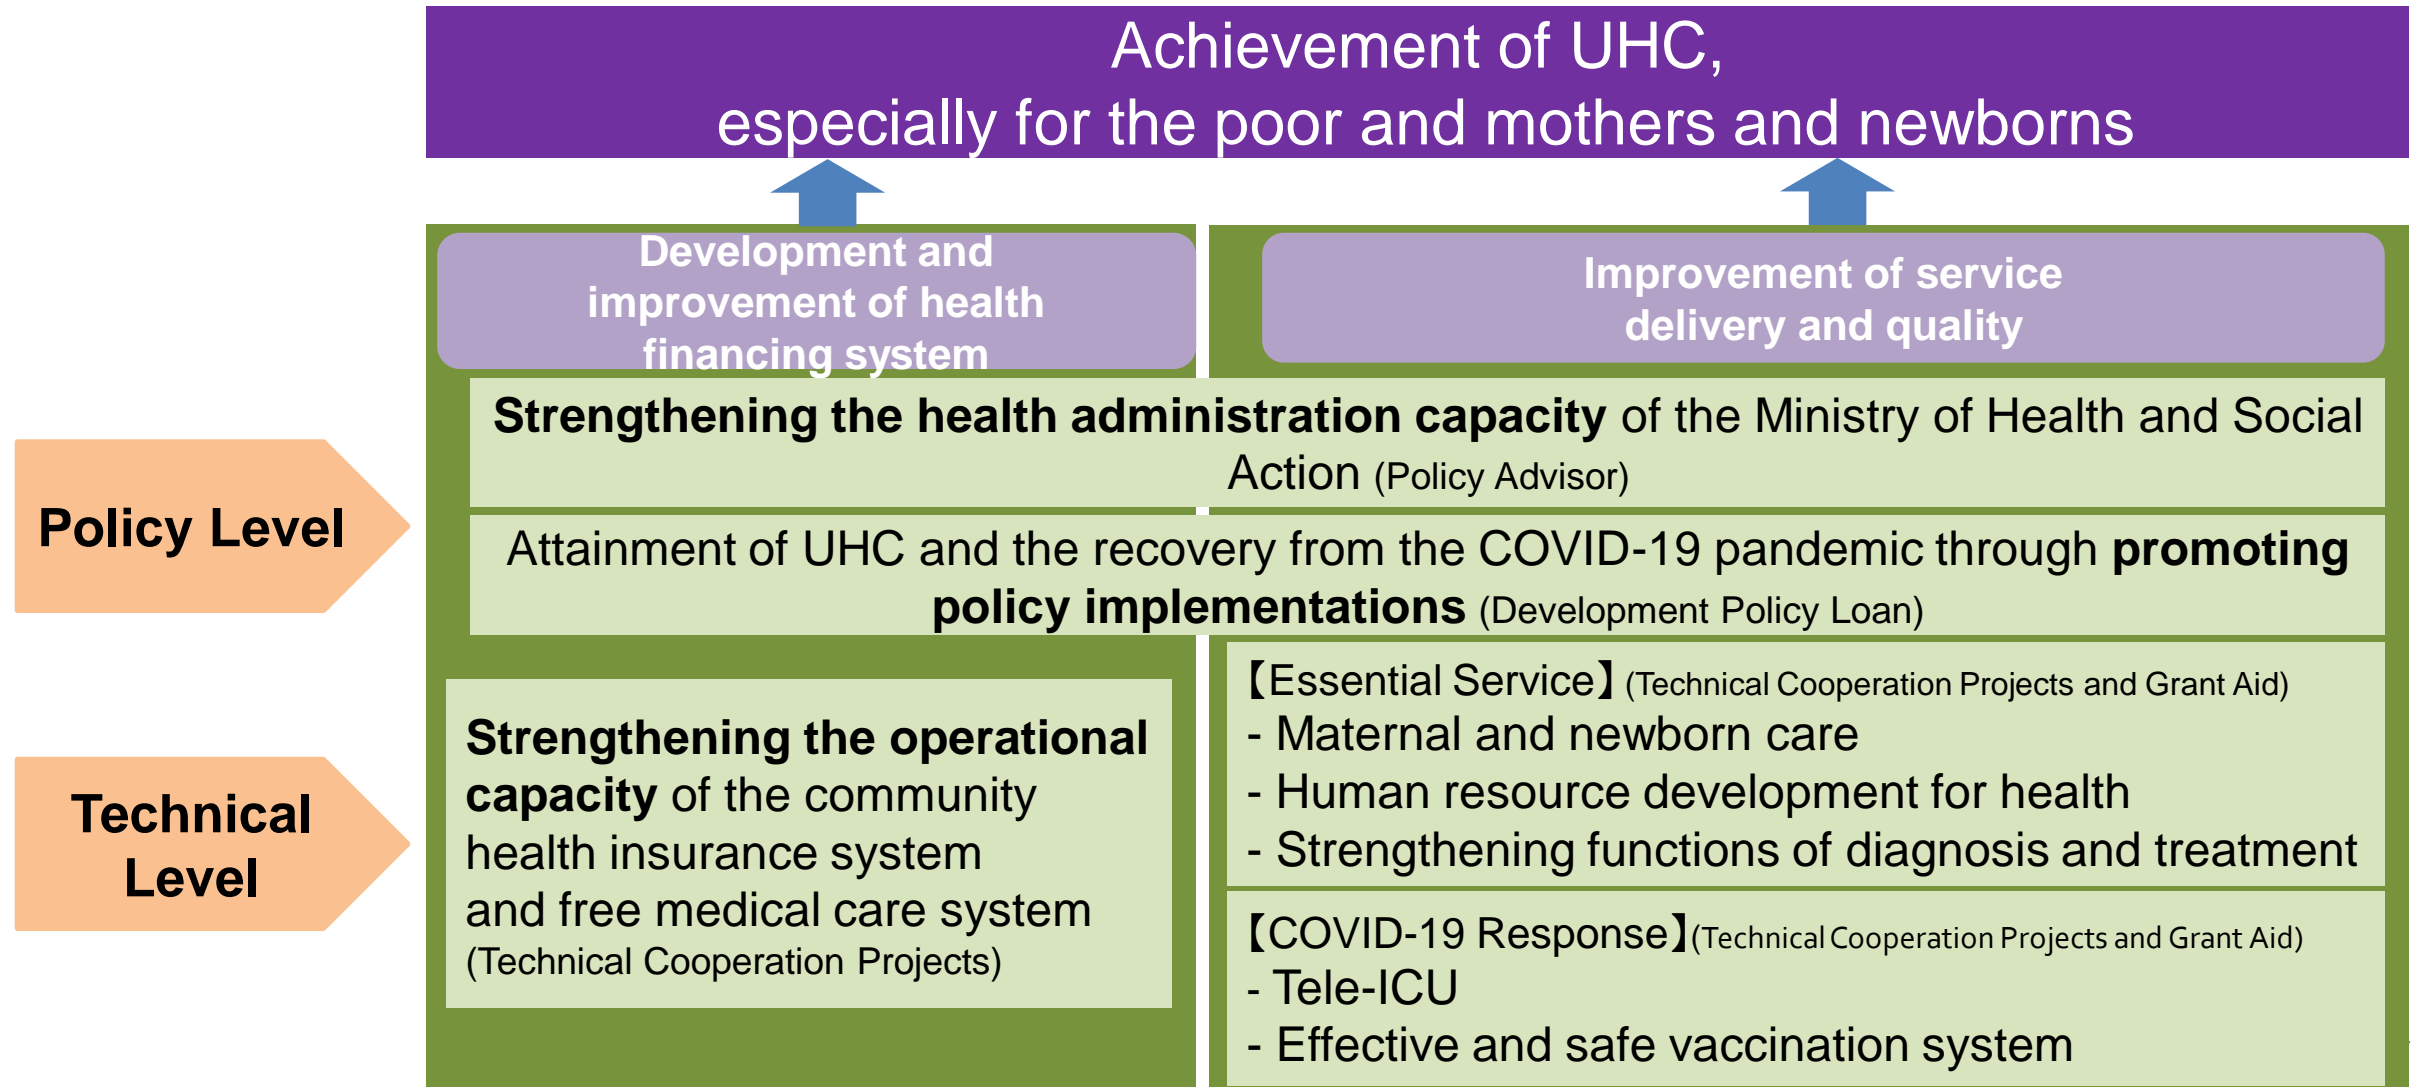 Achievement of UHC,
especially for the poor and mothers and newborns
Development and
improvement of health
financing system
Improvement of service
delivery and quality
Policy Level
Strengthening the health administration capacity of the Ministry of Health and Social
Action (Policy Advisor)
Attainment of UHC and the recovery from the COVID-19 pandemic through promoting
policy implementations (Development Policy Loan)
Technical
Level
Strengthening the operational
capacity of the community
health insurance system
and free medical care system
(Technical Cooperation Projects)
【Essential Service】(Technical Cooperation Projects and Grant Aid)
- Maternal and newborn care
- Human resource development for health
- Strengthening functions of diagnosis and treatment
【COVID-19 Response】(Technical Cooperation Projects and Grant Aid)
- Tele-ICU
- Effective and safe vaccination system